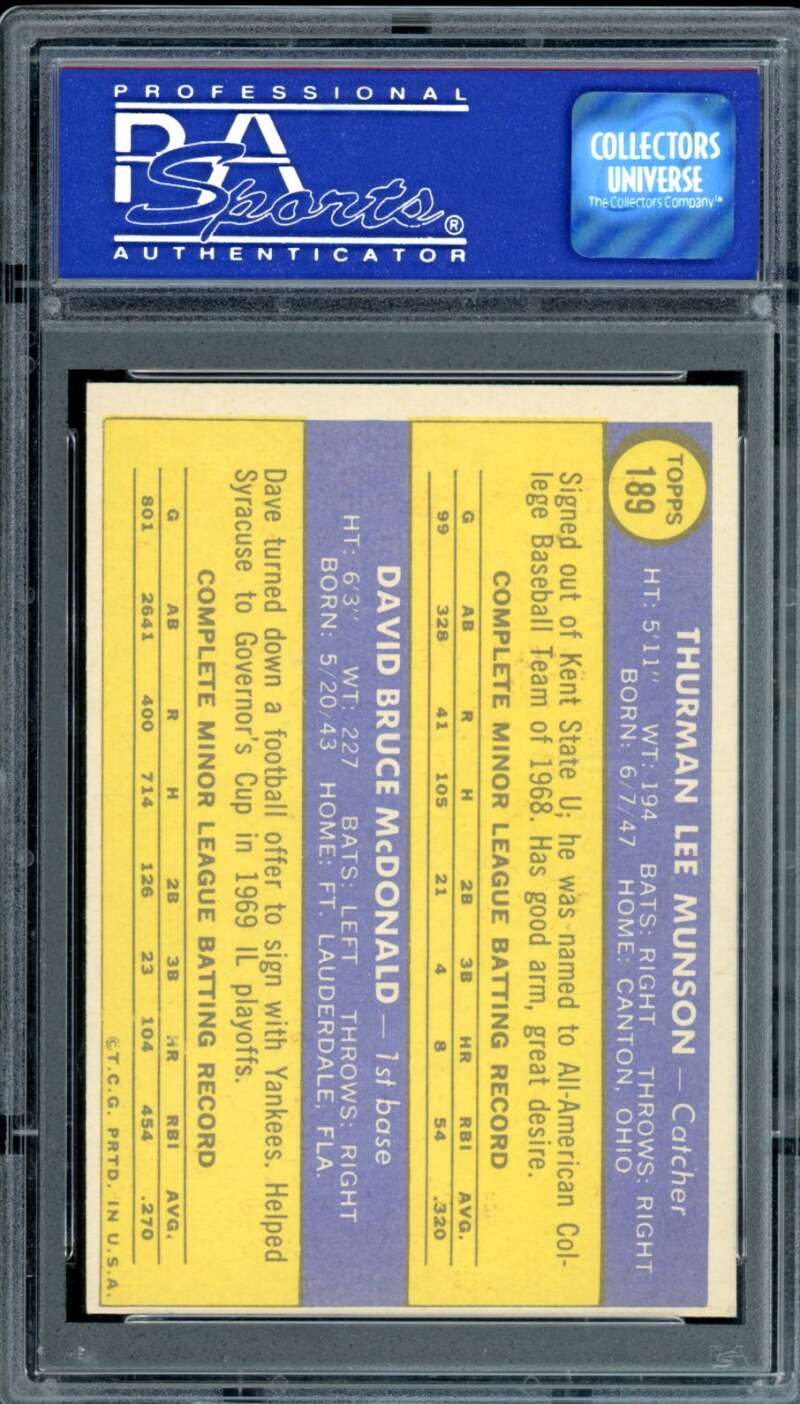 PROFESSIONAL
PSA
Sports®
AUTHENTICATOR
COLLECTORS
UNIVERSE
The Collectors Company℠
TOPPS
189
THURMAN LEE MUNSON — Catcher
HT: 5'11" WT: 194 BATS: RIGHT THROWS: RIGHT
BORN: 6/7/47 HOME: CANTON, OHIO
Signed out of Kent State U; he was named to All-American Col-
lege Baseball Team of 1968. Has good arm, great desire.
COMPLETE MINOR LEAGUE BATTING RECORD
G AB R H 2B 3B HR RBI AVG.
99 328 41 105 21 4 8 54 .320
DAVID BRUCE McDONALD — 1st base
HT: 6'3" WT: 227 BATS: LEFT THROWS: RIGHT
BORN: 5/20/43 HOME: FT. LAUDERDALE, FLA.
Dave turned down a football offer to sign with Yankees. Helped
Syracuse to Governor's Cup in 1969 IL playoffs.
COMPLETE MINOR LEAGUE BATTING RECORD
G AB R H 2B 3B HR RBI AVG.
801 2641 400 714 126 23 104 454 .270
©T.C.G. PRTD. IN U.S.A.